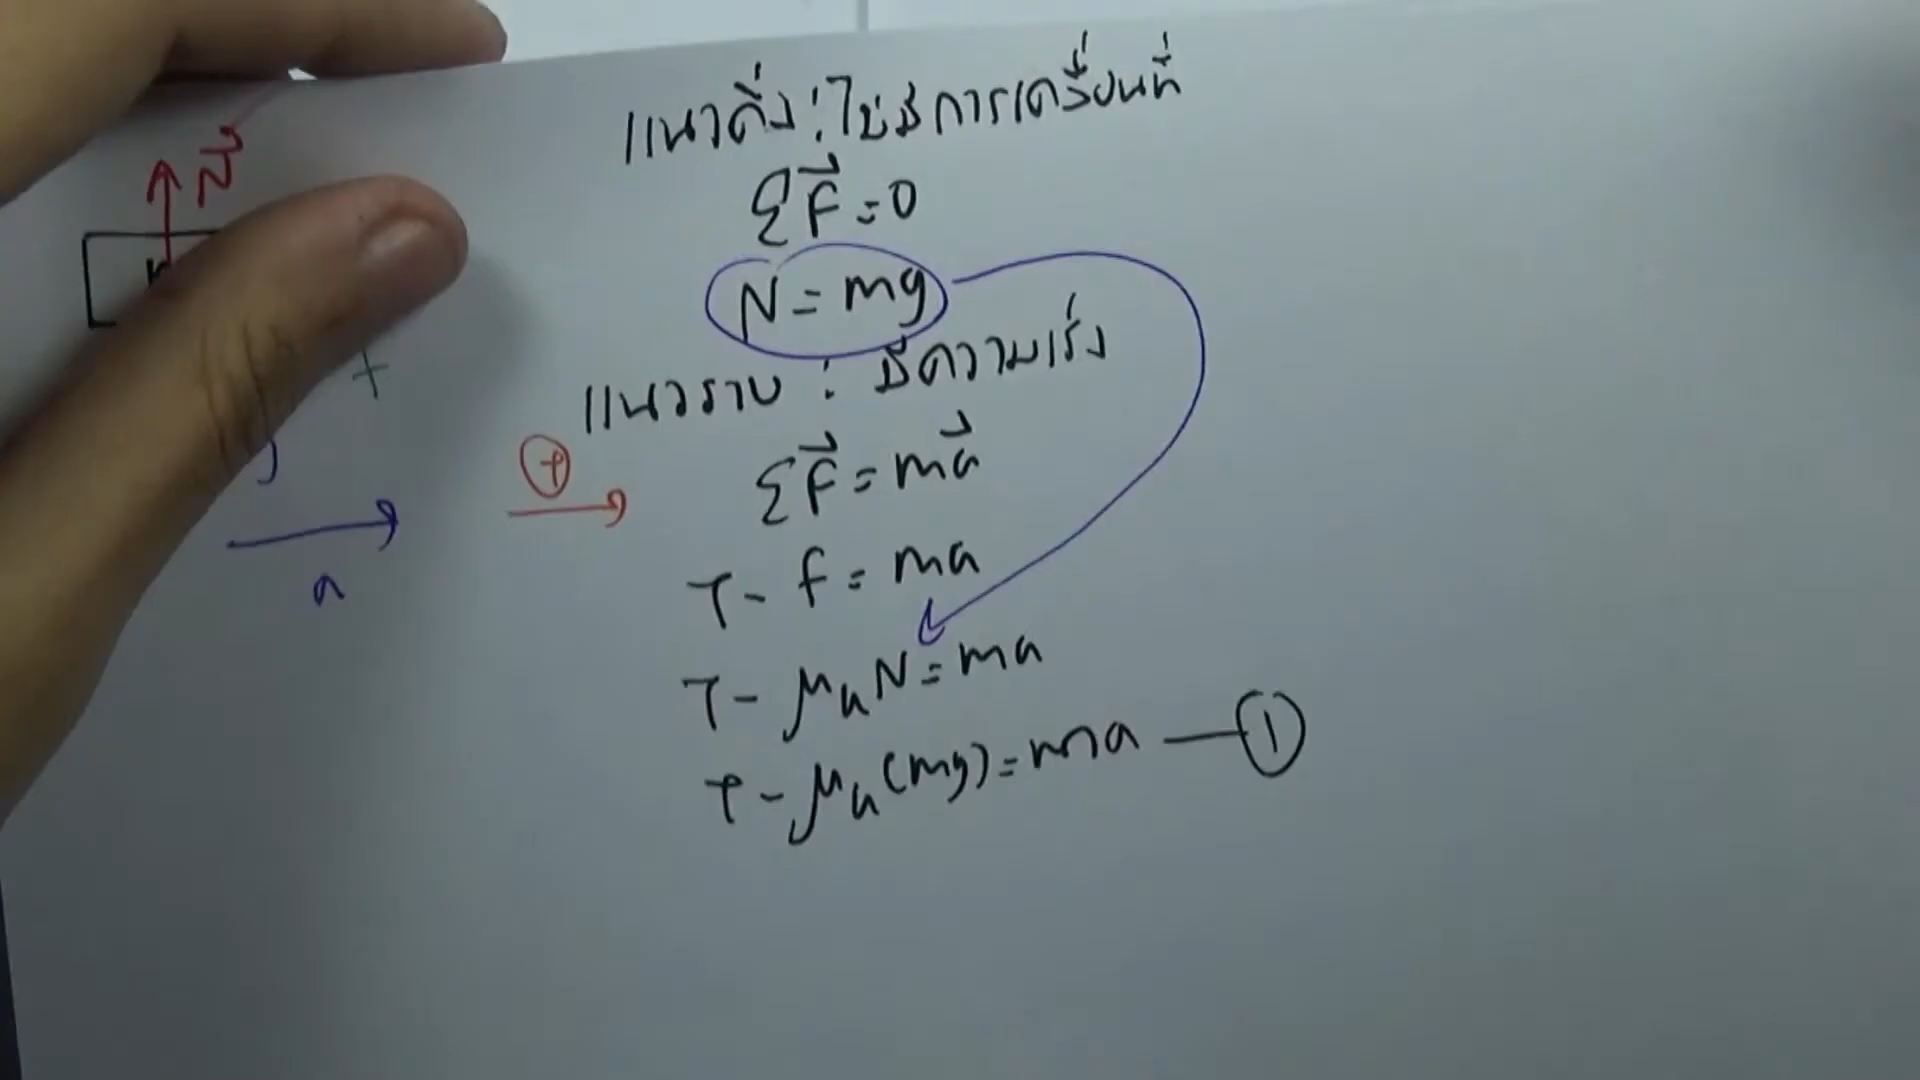 N⃗
+
a
แนวดิ่ง : ไม่มีการเคลื่อนที่
ΣF⃗ = 0
N = mg
แนวราบ : มีความเร่ง
+
ΣF⃗ = ma⃗
T - f = ma
T - μₖN = ma
T - μₖ(mg) = ma — ①